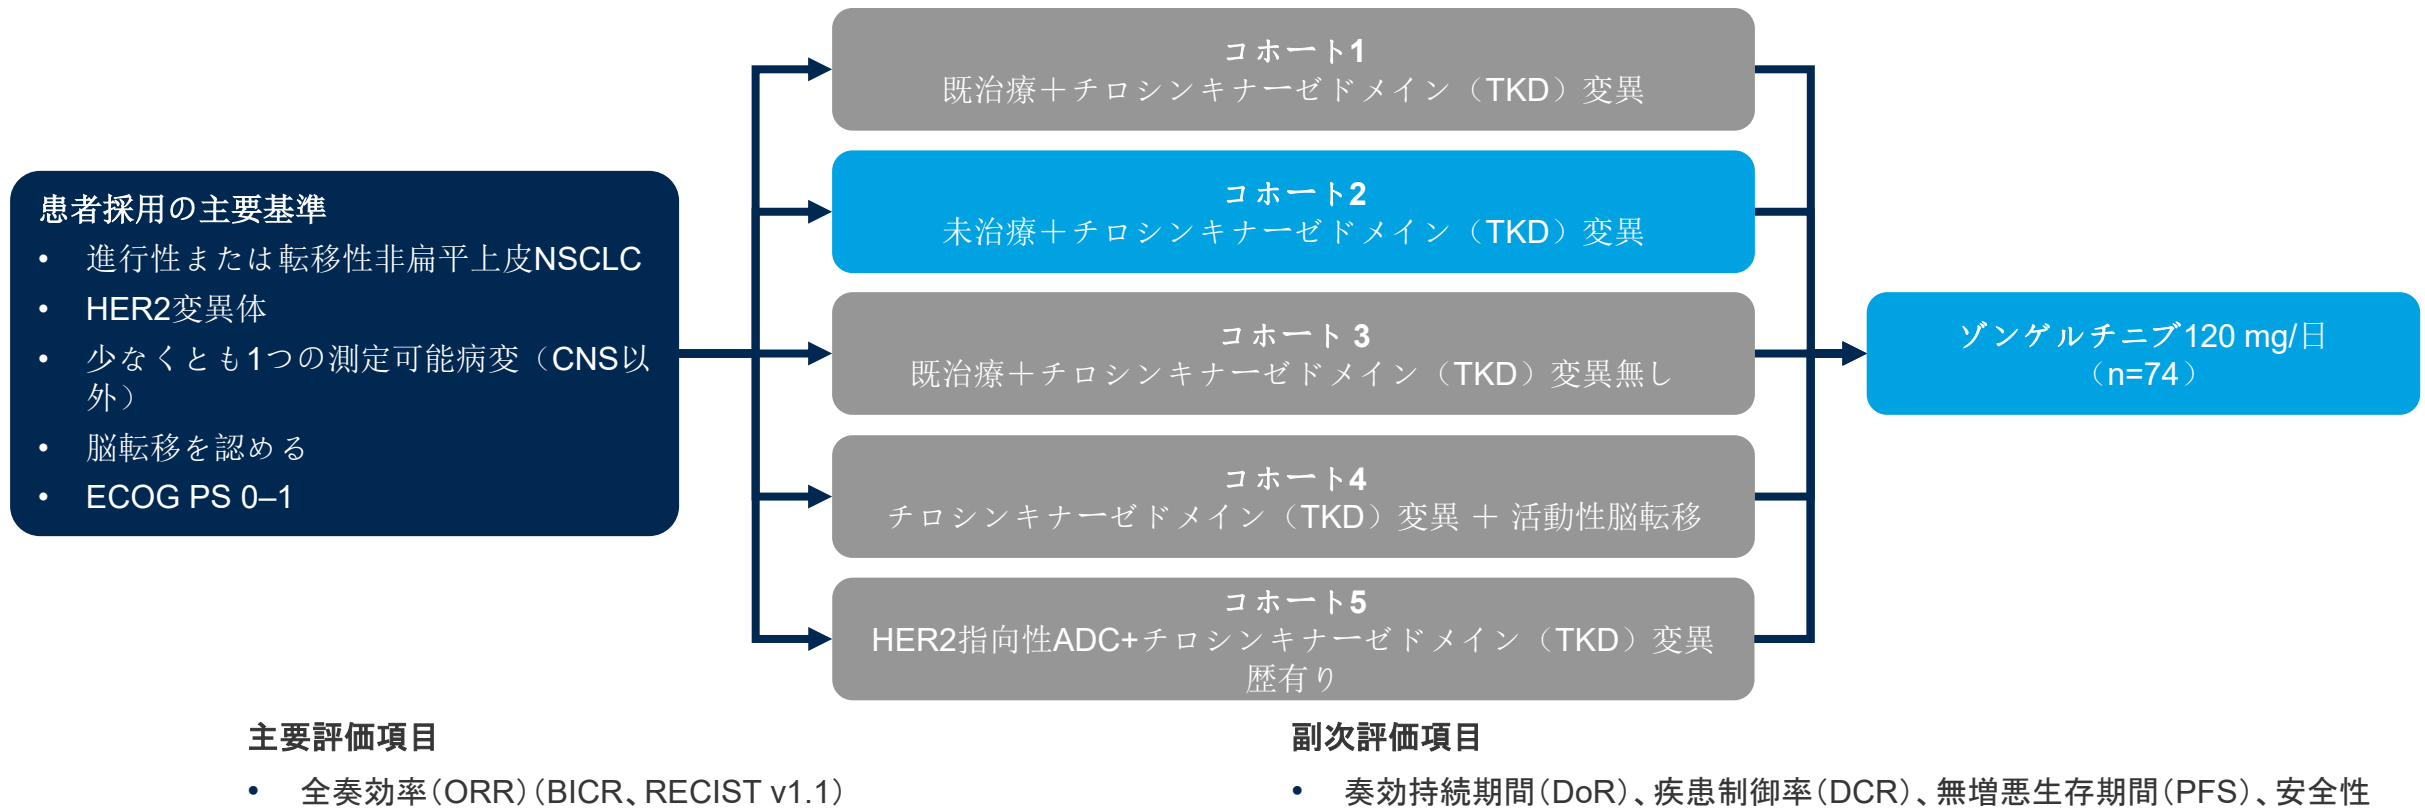 患者採用の主要基準
• 進行性または転移性非扁平上皮NSCLC
• HER2変異体
• 少なくとも1つの測定可能病変（CNS以
外）
• 脳転移を認める
• ECOG PS 0–1
コホート1
既治療＋チロシンキナーゼドメイン（TKD）変異
コホート2
未治療＋チロシンキナーゼドメイン（TKD）変異
コホート 3
既治療＋チロシンキナーゼドメイン（TKD）変異無し
コホート4
チロシンキナーゼドメイン（TKD）変異 ＋ 活動性脳転移
コホート5
HER2指向性ADC+チロシンキナーゼドメイン（TKD）変異
歴有り
ゾンゲルチニブ120 mg/日
（n=74）
主要評価項目
• 全奏効率（ORR）（BICR、RECIST v1.1）
副次評価項目
• 奏効持続期間（DoR）、疾患制御率（DCR）、無増悪生存期間（PFS）、安全性